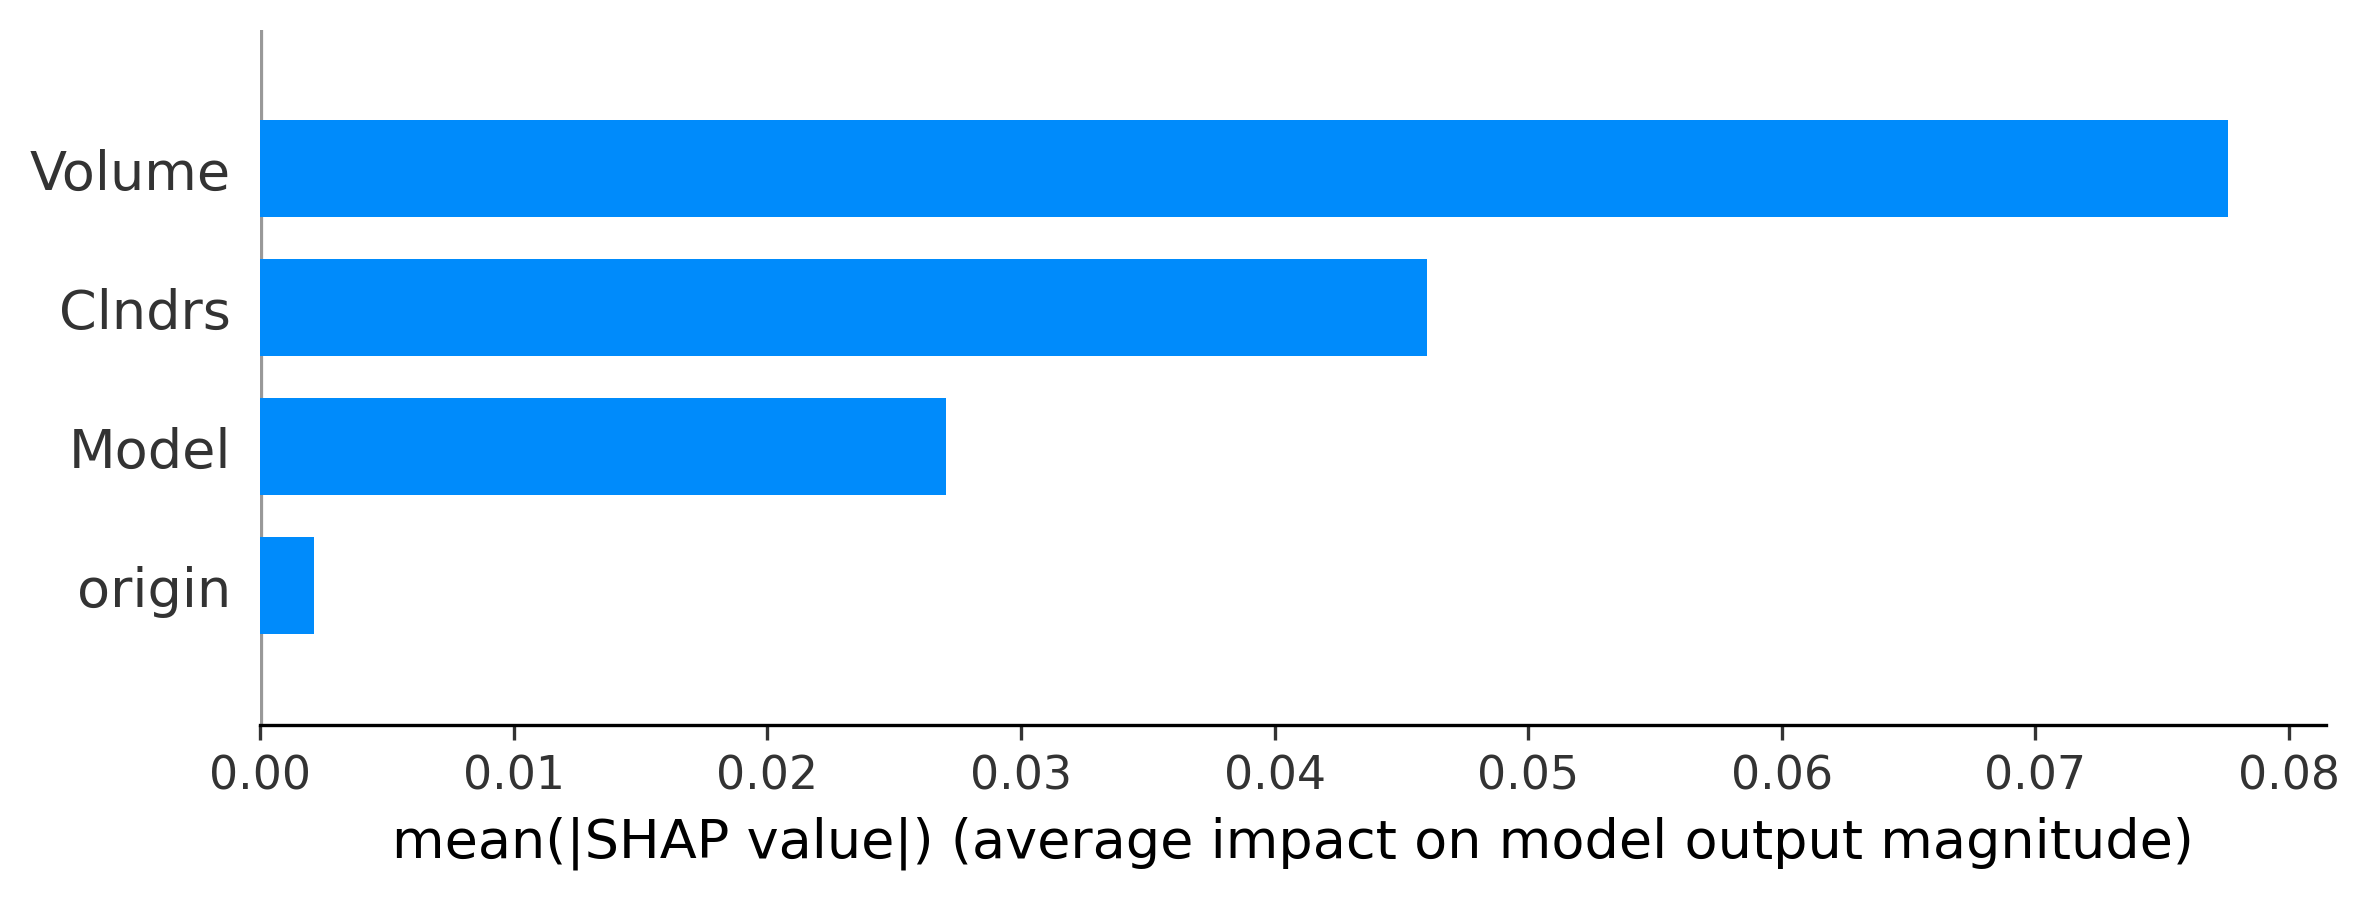 Volume
Clndrs
Model
origin
0.00 0.01 0.02 0.03 0.04 0.05 0.06 0.07 0.08
mean(|SHAP value|) (average impact on model output magnitude)